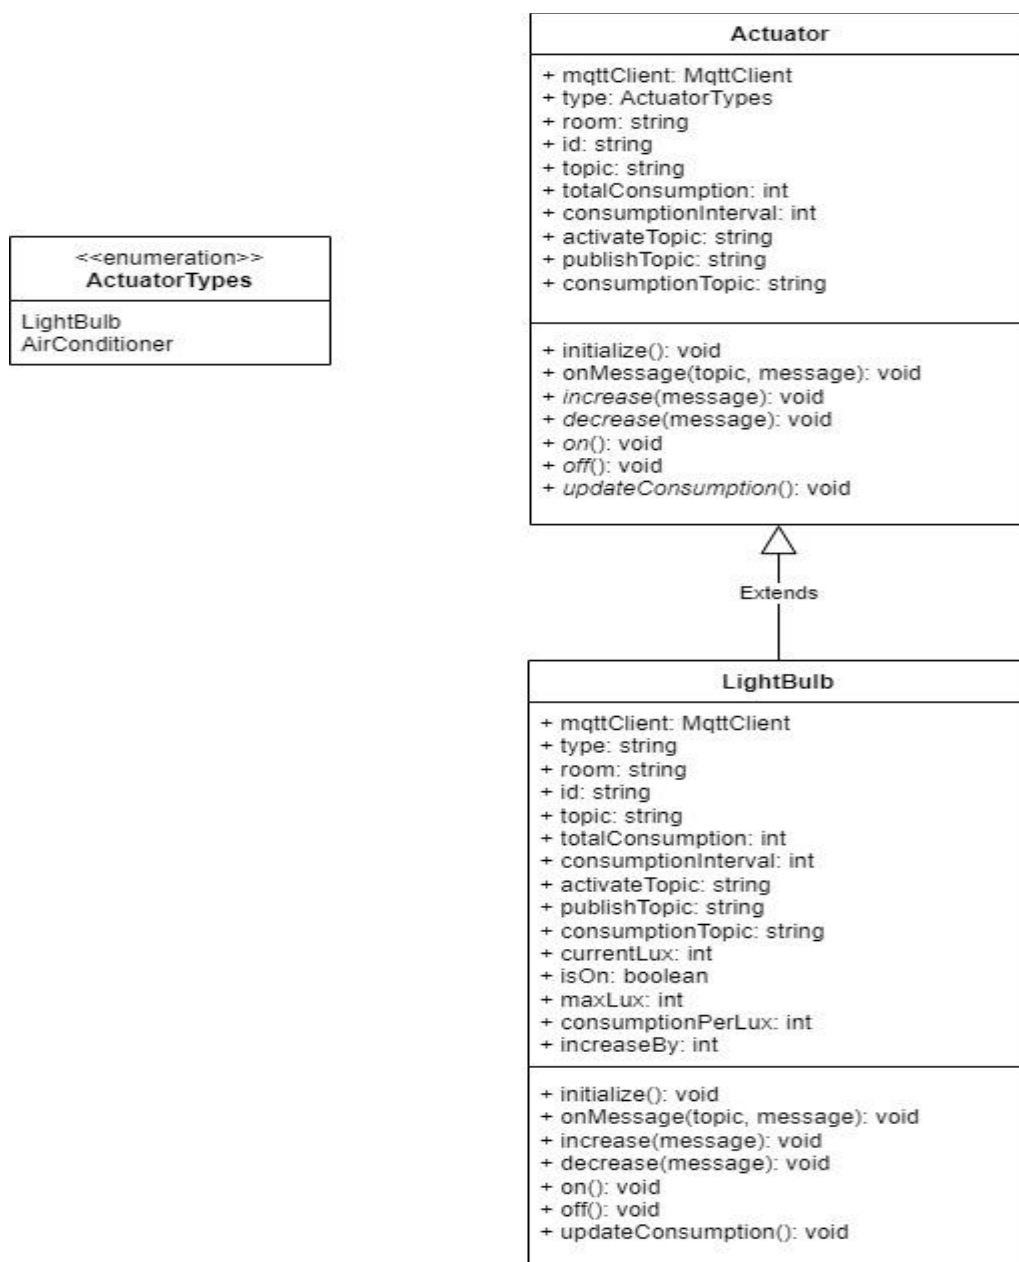 Actuator
+ mqttClient: MqttClient
+ type: ActuatorTypes
+ room: string
+ id: string
+ topic: string
+ totalConsumption: int
+ consumptionInterval: int
+ activateTopic: string
+ publishTopic: string
+ consumptionTopic: string
+ initialize(): void
+ onMessage(topic, message): void
+ increase(message): void
+ decrease(message): void
+ on(): void
+ off(): void
+ updateConsumption(): void
<<enumeration>>
ActuatorTypes
LightBulb
AirConditioner
Extends
LightBulb
+ mqttClient: MqttClient
+ type: string
+ room: string
+ id: string
+ topic: string
+ totalConsumption: int
+ consumptionInterval: int
+ activateTopic: string
+ publishTopic: string
+ consumptionTopic: string
+ currentLux: int
+ isOn: boolean
+ maxLux: int
+ consumptionPerLux: int
+ increaseBy: int
+ initialize(): void
+ onMessage(topic, message): void
+ increase(message): void
+ decrease(message): void
+ on(): void
+ off(): void
+ updateConsumption(): void